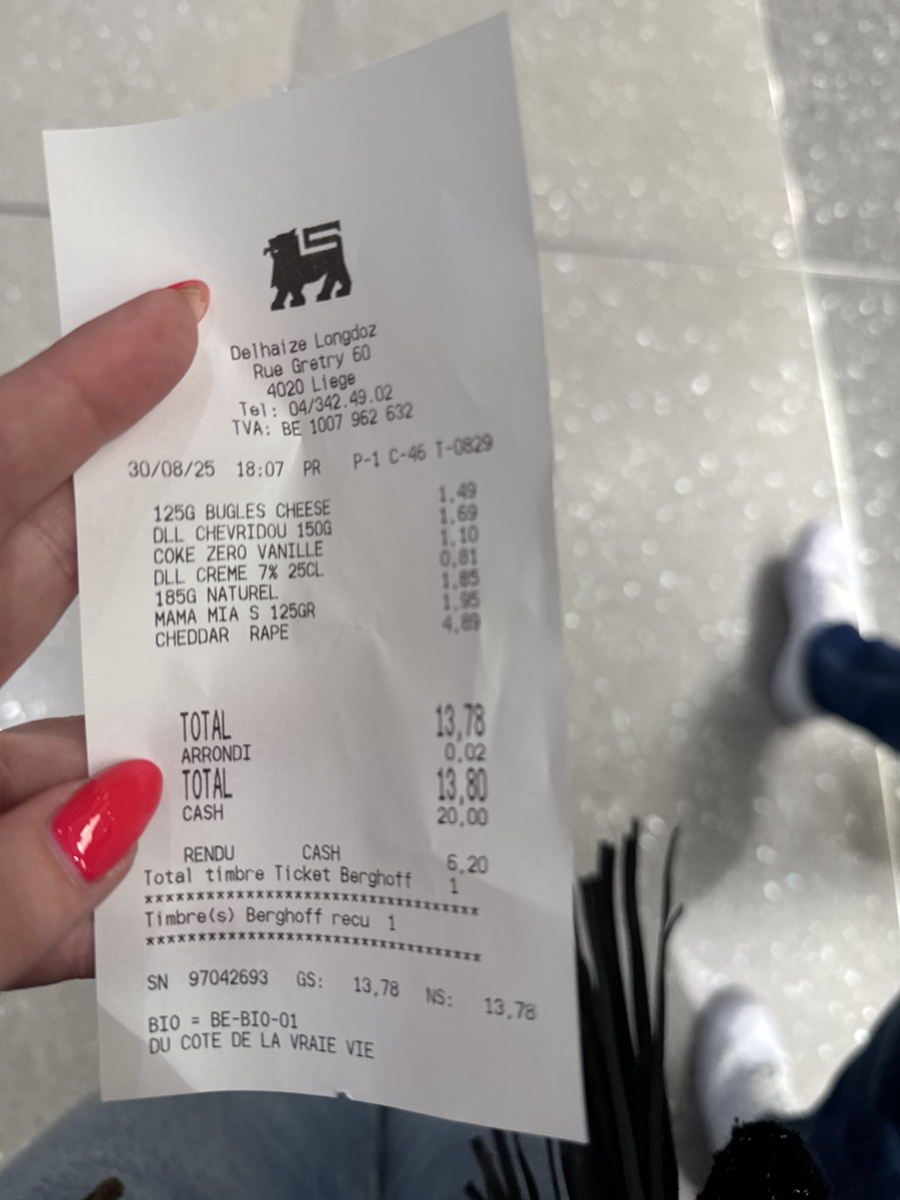 Delhaize Longdoz
Rue Gretry 60
4020 Liege
Tel: 04/342.49.02
TVA: BE 1007 962 632
30/08/25 18:07 PR P-1 C-46 T-0829
125G BUGLES CHEESE 1,49
DLL CHEVRIDOU 150G 1,69
COKE ZERO VANILLE 1,10
DLL CREME 7% 25CL 0,81
185G NATUREL 1,85
MAMA MIA S 125GR 1,95
CHEDDAR RAPE 4,89
TOTAL 13,78
ARRONDI 0,02
TOTAL 13,80
CASH 20,00
RENDU CASH 6,20
Total timbre Ticket Berghoff 1
************************************
Timbre(s) Berghoff recu 1
************************************
SN 97042693 GS: 13,78 NS: 13,78
BIO = BE-BIO-01
DU COTE DE LA VRAIE VIE